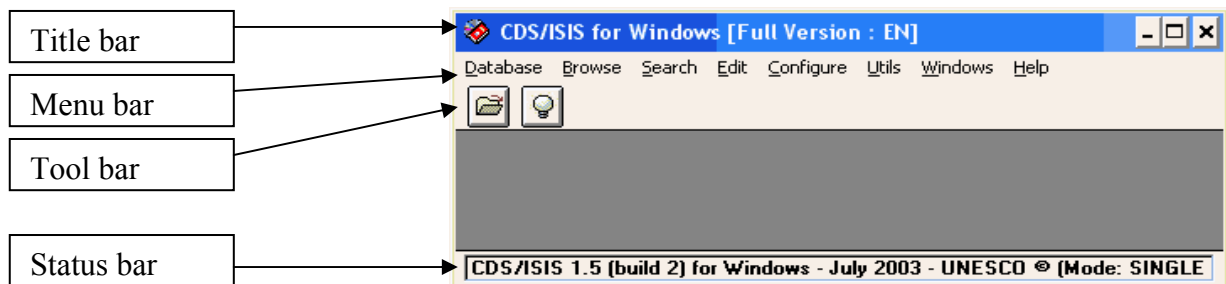 Title bar
CDS/ISIS for Windows [Full Version : EN]
Menu bar
Database Browse Search Edit Configure Utils Windows Help
Tool bar
Status bar
CDS/ISIS 1.5 (build 2) for Windows - July 2003 - UNESCO © (Mode: SINGLE